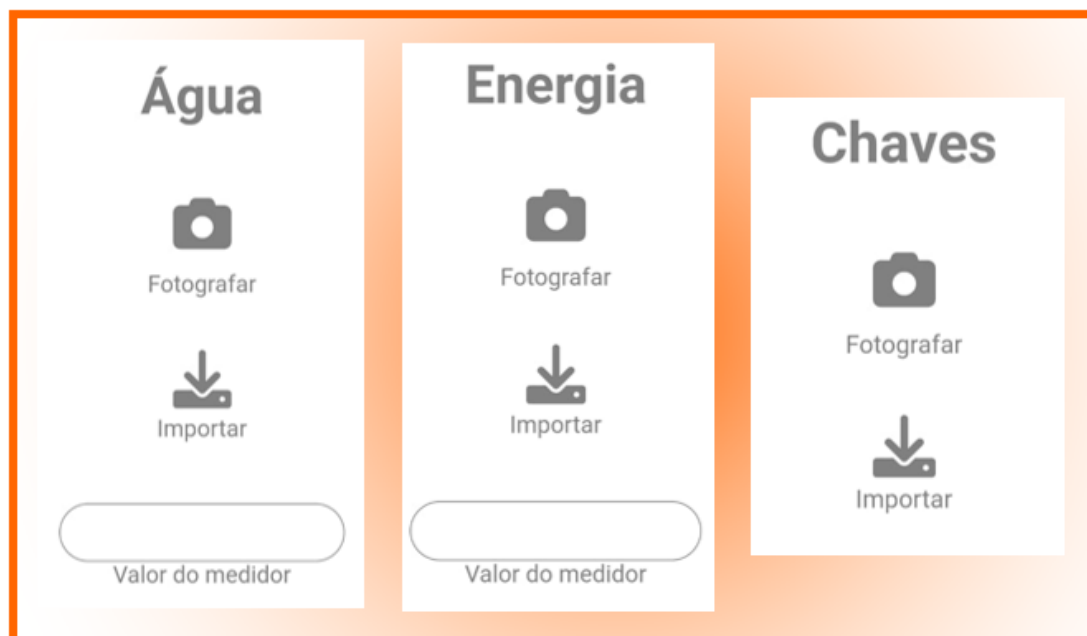 Água
Fotografar
Importar
Valor do medidor
Energia
Fotografar
Importar
Valor do medidor
Chaves
Fotografar
Importar